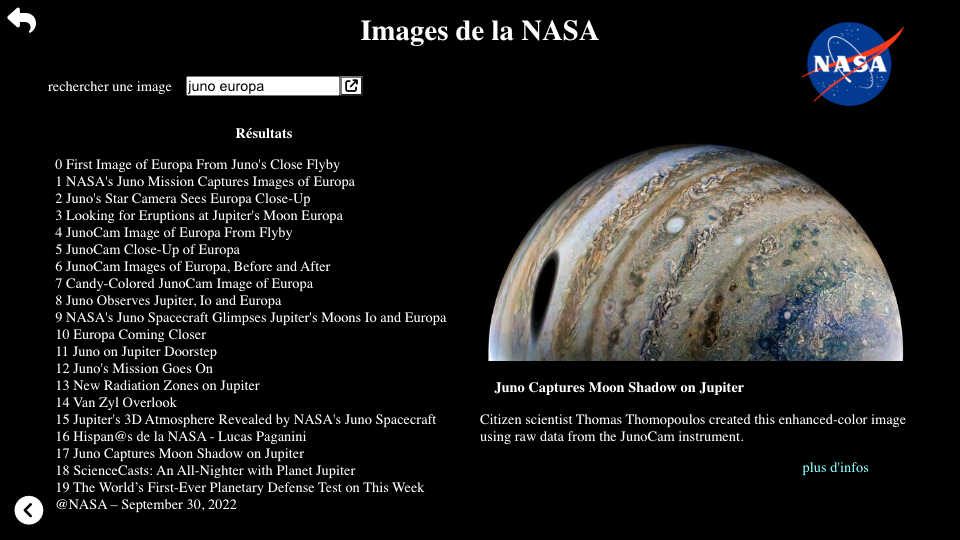 Images de la NASA
NASA
rechercher une image
juno europa
Résultats
0 First Image of Europa From Juno's Close Flyby
1 NASA's Juno Mission Captures Images of Europa
2 Juno's Star Camera Sees Europa Close-Up
3 Looking for Eruptions at Jupiter's Moon Europa
4 JunoCam Image of Europa From Flyby
5 JunoCam Close-Up of Europa
6 JunoCam Images of Europa, Before and After
7 Candy-Colored JunoCam Image of Europa
8 Juno Observes Jupiter, Io and Europa
9 NASA's Juno Spacecraft Glimpses Jupiter's Moons Io and Europa
10 Europa Coming Closer
11 Juno on Jupiter Doorstep
12 Juno's Mission Goes On
13 New Radiation Zones on Jupiter
14 Van Zyl Overlook
15 Jupiter's 3D Atmosphere Revealed by NASA's Juno Spacecraft
16 Hispan@s de la NASA - Lucas Paganini
17 Juno Captures Moon Shadow on Jupiter
18 ScienceCasts: An All-Nighter with Planet Jupiter
19 The World’s First-Ever Planetary Defense Test on This Week
@NASA – September 30, 2022
Juno Captures Moon Shadow on Jupiter
Citizen scientist Thomas Thomopoulos created this enhanced-color image
using raw data from the JunoCam instrument.
plus d'infos